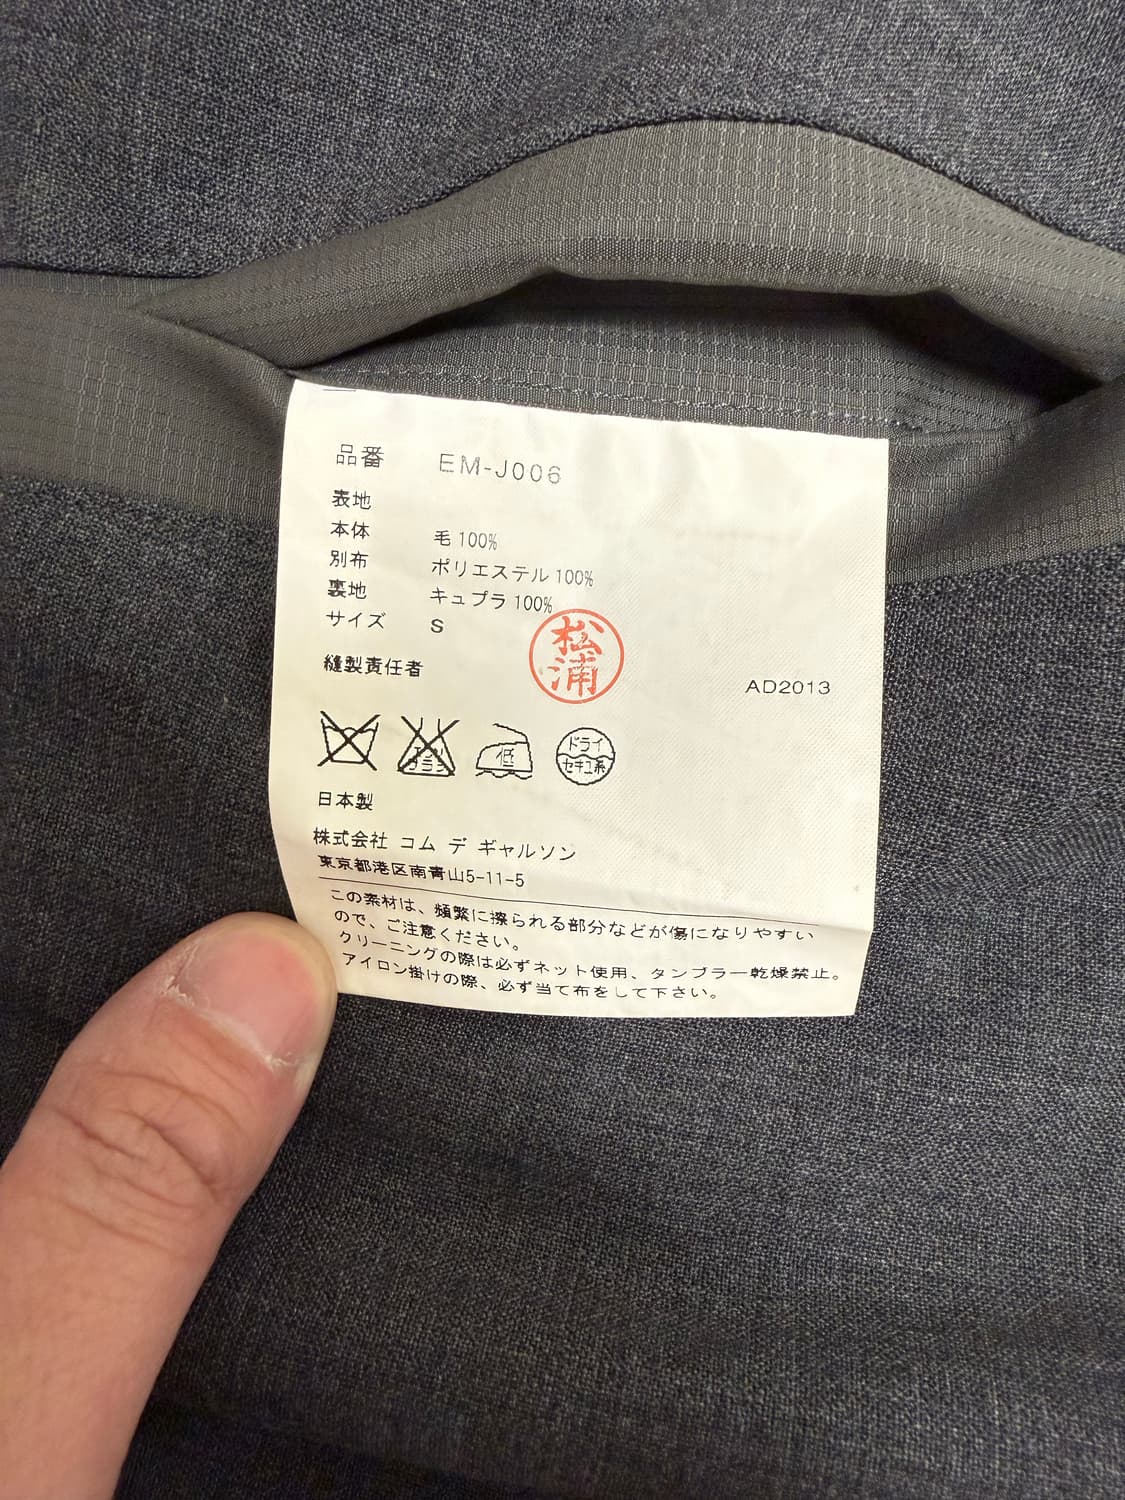 品番 EM-J006
表地
本体 毛 100%
別布 ポリエステル 100%
裏地 キュプラ 100%
サイズ S
松浦
縫製責任者
AD2013
エンソ
サラシ
低
ドライ
セキユ系
日本製
株式会社 コム デ ギャルソン
東京都港区南青山5-11-5
この素材は、頻繁に擦られる部分などが傷になりやすい
ので、ご注意ください。
クリーニングの際は必ずネット使用、タンブラー乾燥禁止。
アイロン掛けの際、必ず当て布をして下さい。